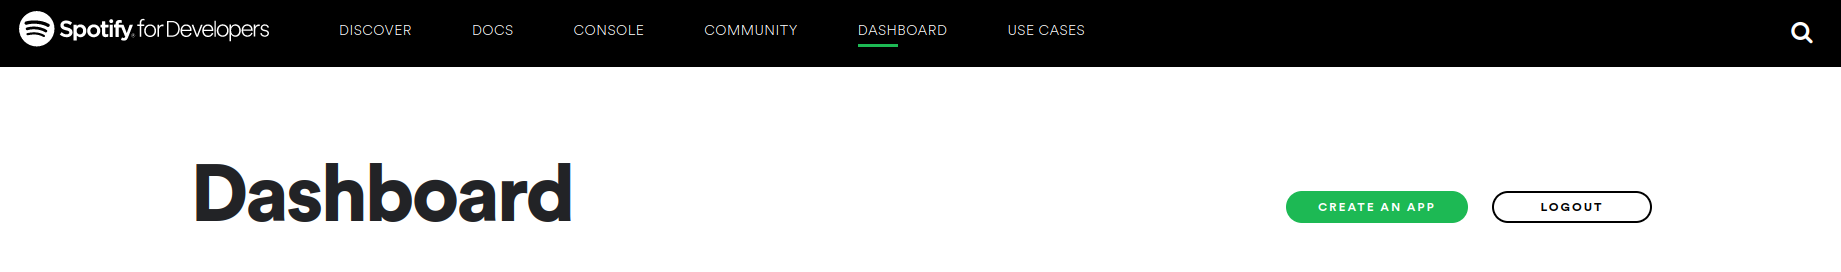 Spotify® for Developers DISCOVER DOCS CONSOLE COMMUNITY DASHBOARD USE CASES
Dashboard
CREATE AN APP LOGOUT